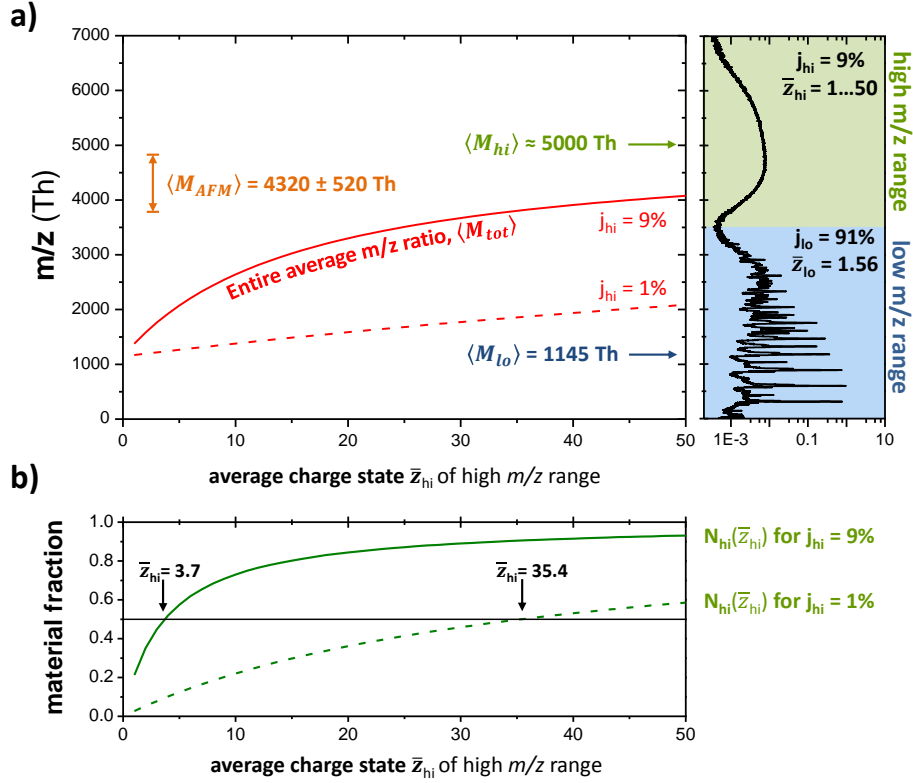 a)
7000
6000
5000
4000
3000
2000
1000
0
m/z (Th)
⟨M_AFM⟩ = 4320 ± 520 Th
⟨M_hi⟩ ≈ 5000 Th
Entire average m/z ratio, ⟨M_tot⟩
j_hi = 9%
j_hi = 1%
⟨M_lo⟩ = 1145 Th
0 10 20 30 40 50
average charge state z̄_hi of high m/z range
j_hi = 9%
z̄_hi = 1...50
high m/z range
j_lo = 91%
z̄_lo = 1.56
low m/z range
1E-3 0.1 10
b)
1.0
0.8
0.6
0.4
0.2
0.0
material fraction
z̄_hi = 3.7
z̄_hi = 35.4
N_hi(z̄_hi) for j_hi = 9%
N_hi(z̄_hi) for j_hi = 1%
0 10 20 30 40 50
average charge state z̄_hi of high m/z range